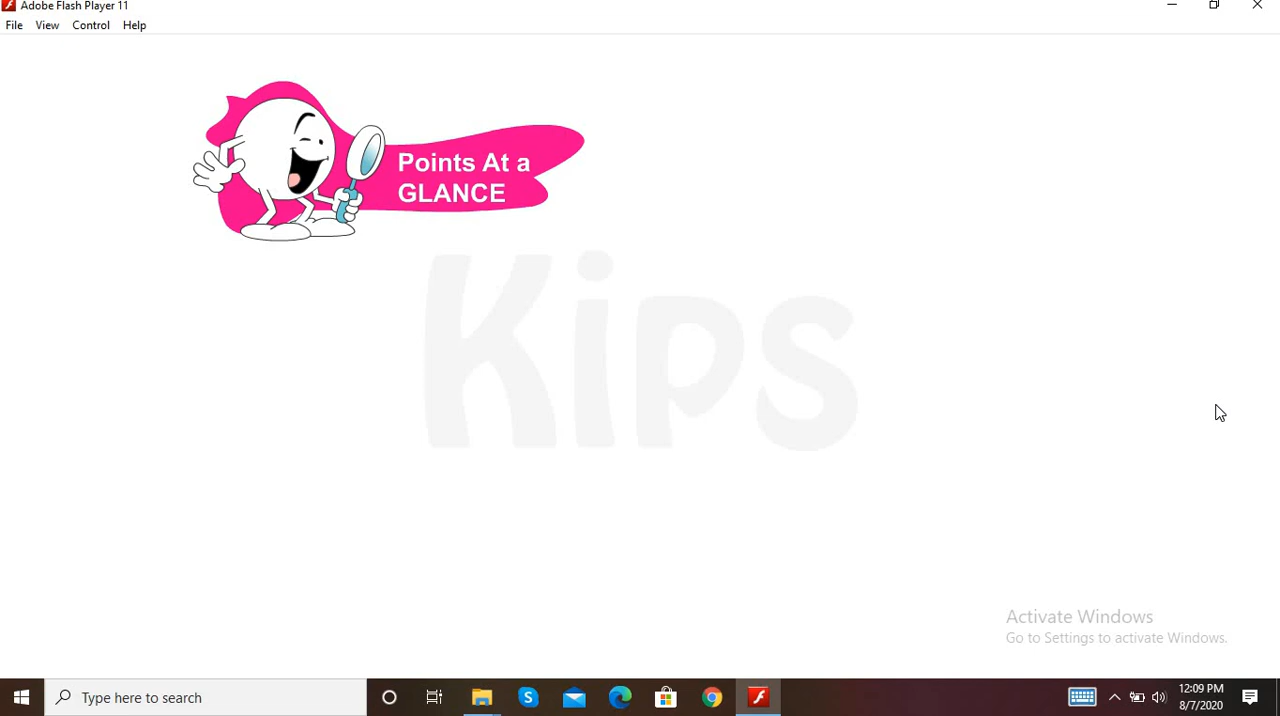 Adobe Flash Player 11
File View Control Help
Points At a
GLANCE
Kips
Activate Windows
Go to Settings to activate Windows.
Type here to search
12:09 PM
8/7/2020